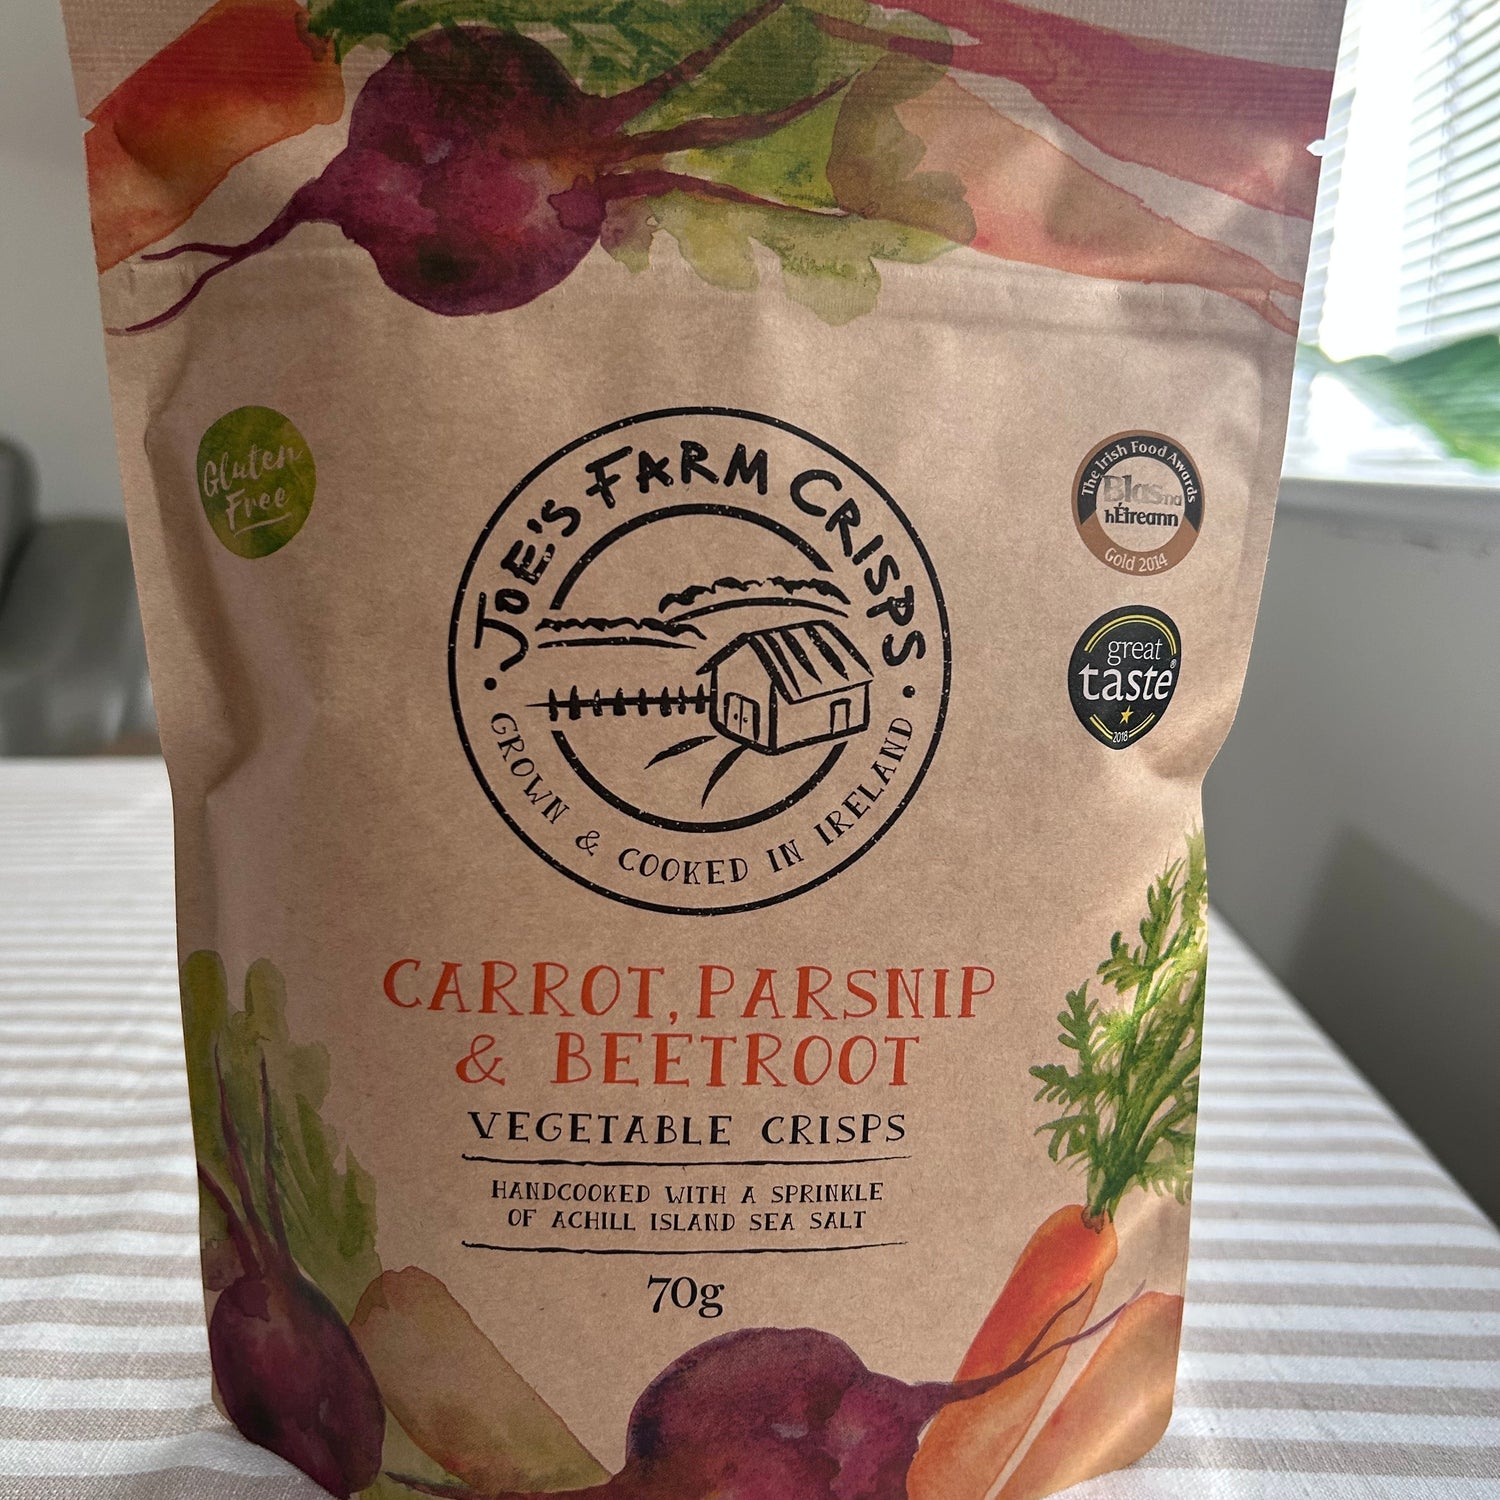 Gluten
Free
JOE'S FARM CRISPS
GROWN & COOKED IN IRELAND
The Irish Food Awards
Blas na
hÉireann
Gold 2014
great
taste®
2018
CARROT, PARSNIP
& BEETROOT
VEGETABLE CRISPS
HANDCOOKED WITH A SPRINKLE
OF ACHILL ISLAND SEA SALT
70g